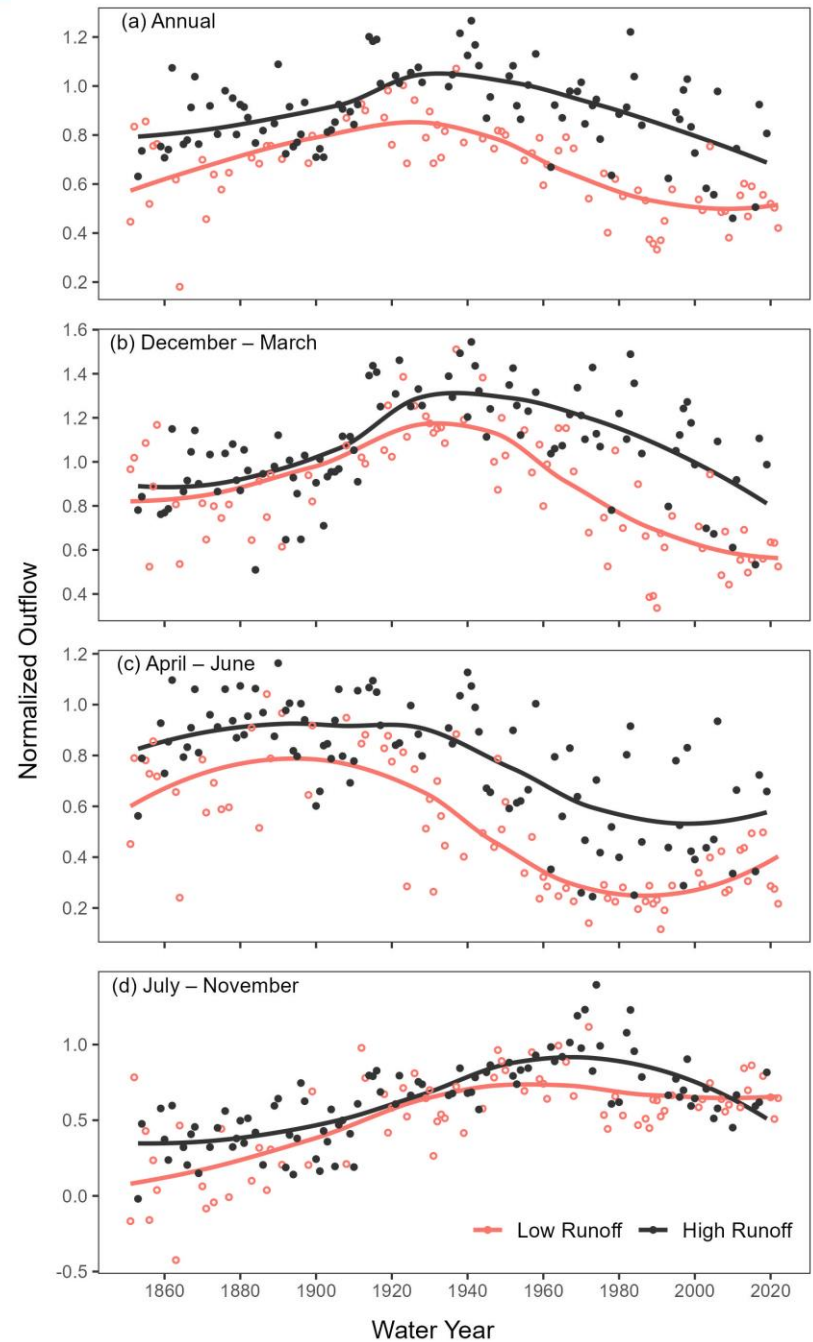 (a) Annual
1.2
1.0
0.8
0.6
0.4
0.2
(b) December – March
1.6
1.4
1.2
1.0
0.8
0.6
0.4
Normalized Outflow
(c) April – June
1.2
1.0
0.8
0.6
0.4
0.2
(d) July – November
1.0
0.5
0.0
-0.5
Low Runoff High Runoff
1860 1880 1900 1920 1940 1960 1980 2000 2020
Water Year